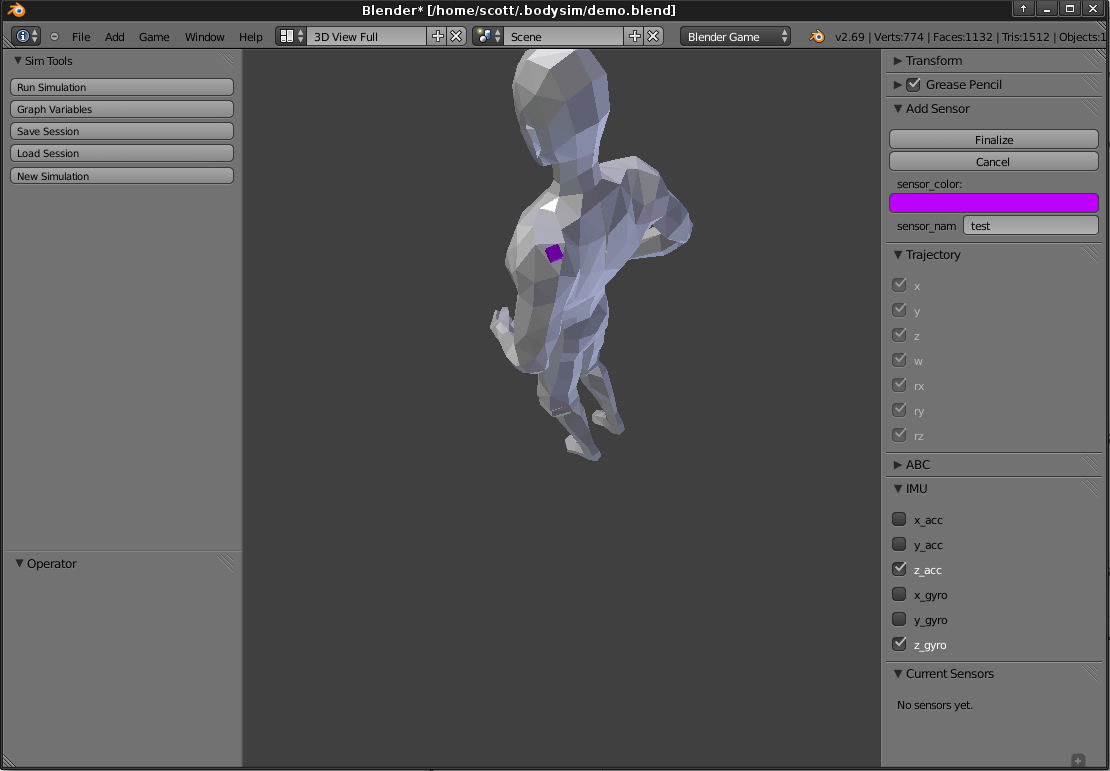 Blender* [/home/scott/.bodysim/demo.blend]
File Add Game Window Help 3D View Full Scene Blender Game v2.69 | Verts:774 | Faces:1132 | Tris:1512 | Objects:1
Sim Tools
Run Simulation
Graph Variables
Save Session
Load Session
New Simulation
Operator
Transform
Grease Pencil
Add Sensor
Finalize
Cancel
sensor_color:
sensor_nam test
Trajectory
x
y
z
w
rx
ry
rz
ABC
IMU
x_acc
y_acc
z_acc
x_gyro
y_gyro
z_gyro
Current Sensors
No sensors yet.